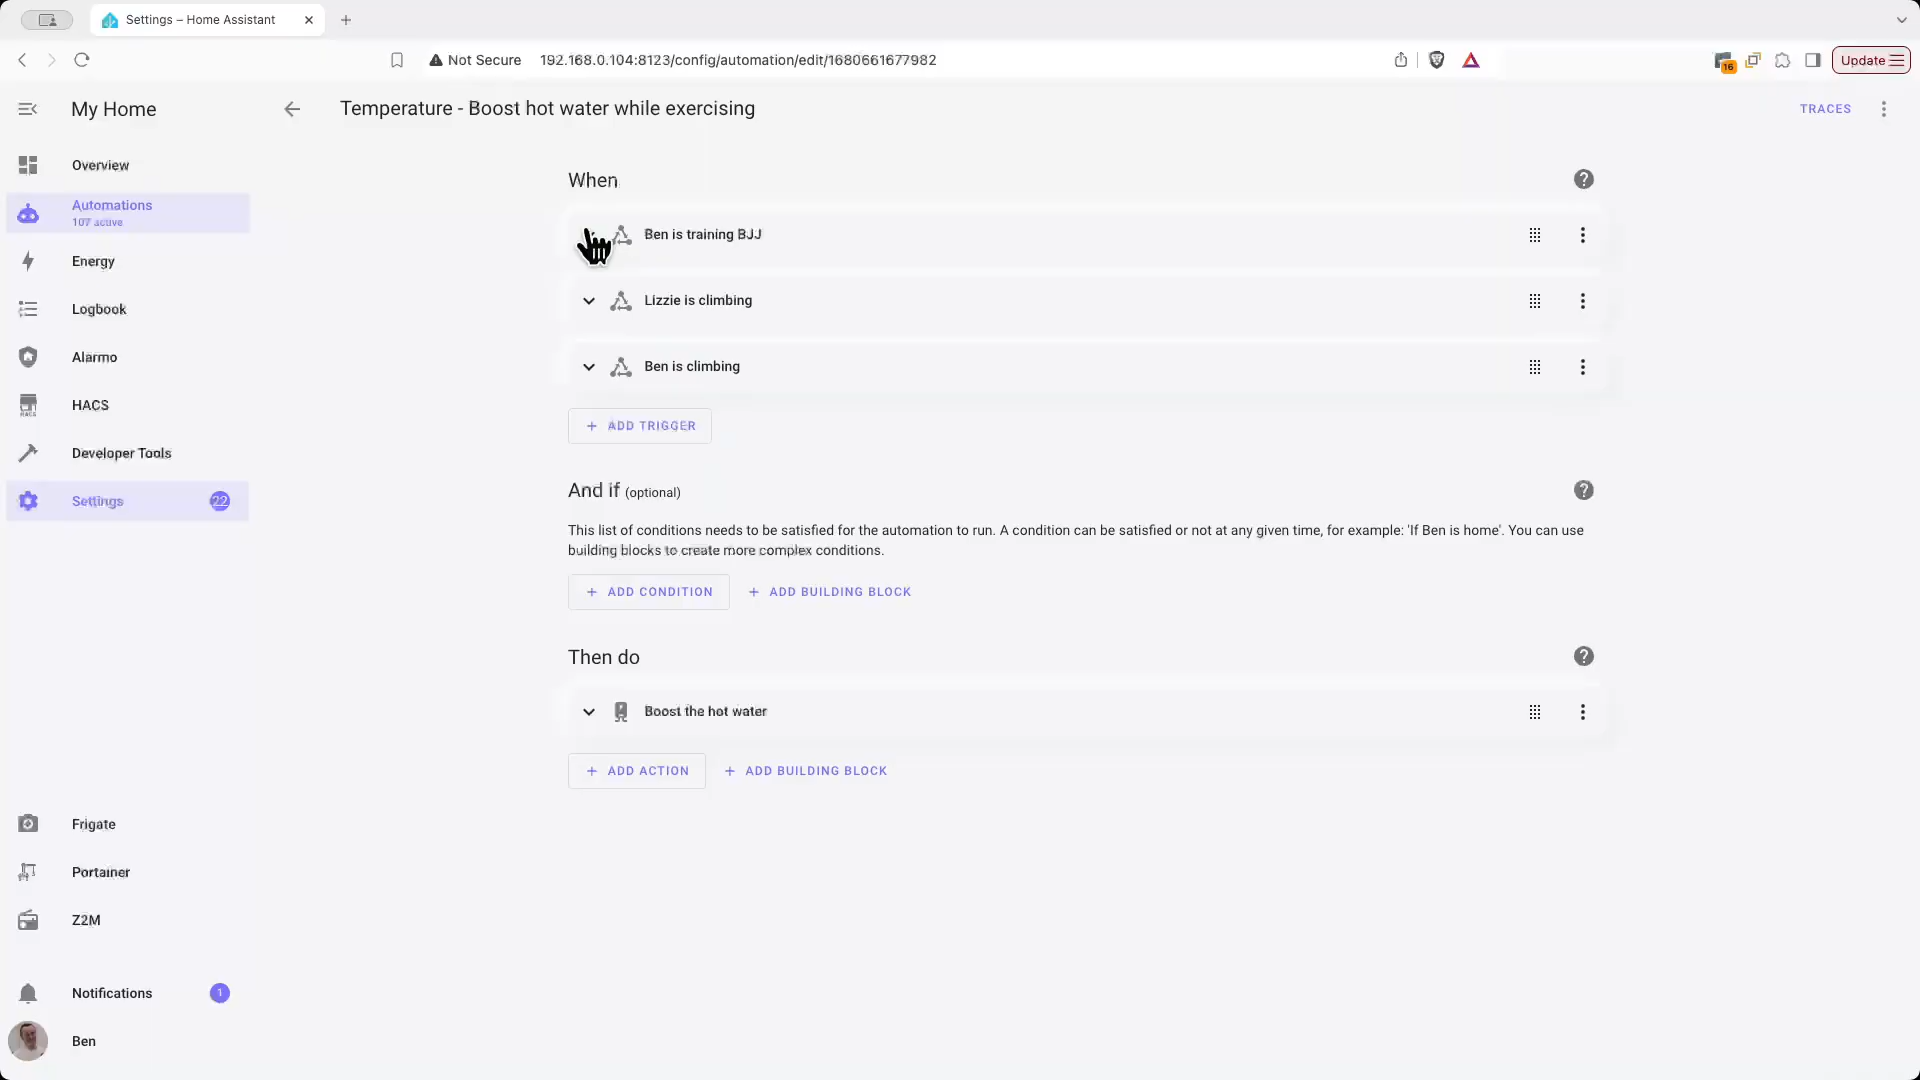 Settings – Home Assistant
Not Secure 192.168.0.104:8123/config/automation/edit/1680661677982
16
Update
My Home
Temperature - Boost hot water while exercising
TRACES
Overview
Automations
107 active
Energy
Logbook
Alarmo
HACS
HACS
Developer Tools
Settings
22
Frigate
Portainer
Z2M
Notifications
1
Ben
When
Ben is training BJJ
Lizzie is climbing
Ben is climbing
+ ADD TRIGGER
And if (optional)
This list of conditions needs to be satisfied for the automation to run. A condition can be satisfied or not at any given time, for example: 'If Ben is home'. You can use
building blocks to create more complex conditions.
+ ADD CONDITION + ADD BUILDING BLOCK
Then do
Boost the hot water
+ ADD ACTION + ADD BUILDING BLOCK